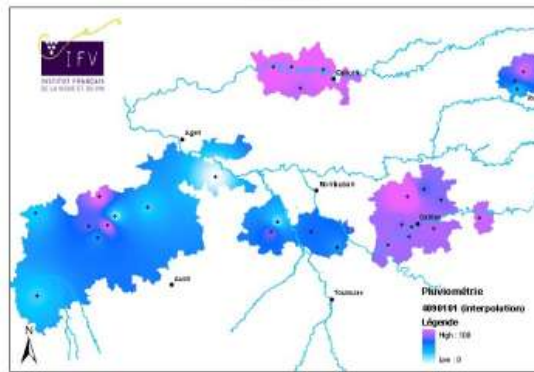 IFV
INSTITUT FRANÇAIS
DE LA VIGNE ET DU VIN
Cahors
Agen
Montauban
Gaillac
Auch
Toulouse
Pluviométrie
(interpolation)
Légende
High : 100
Low : 0
N